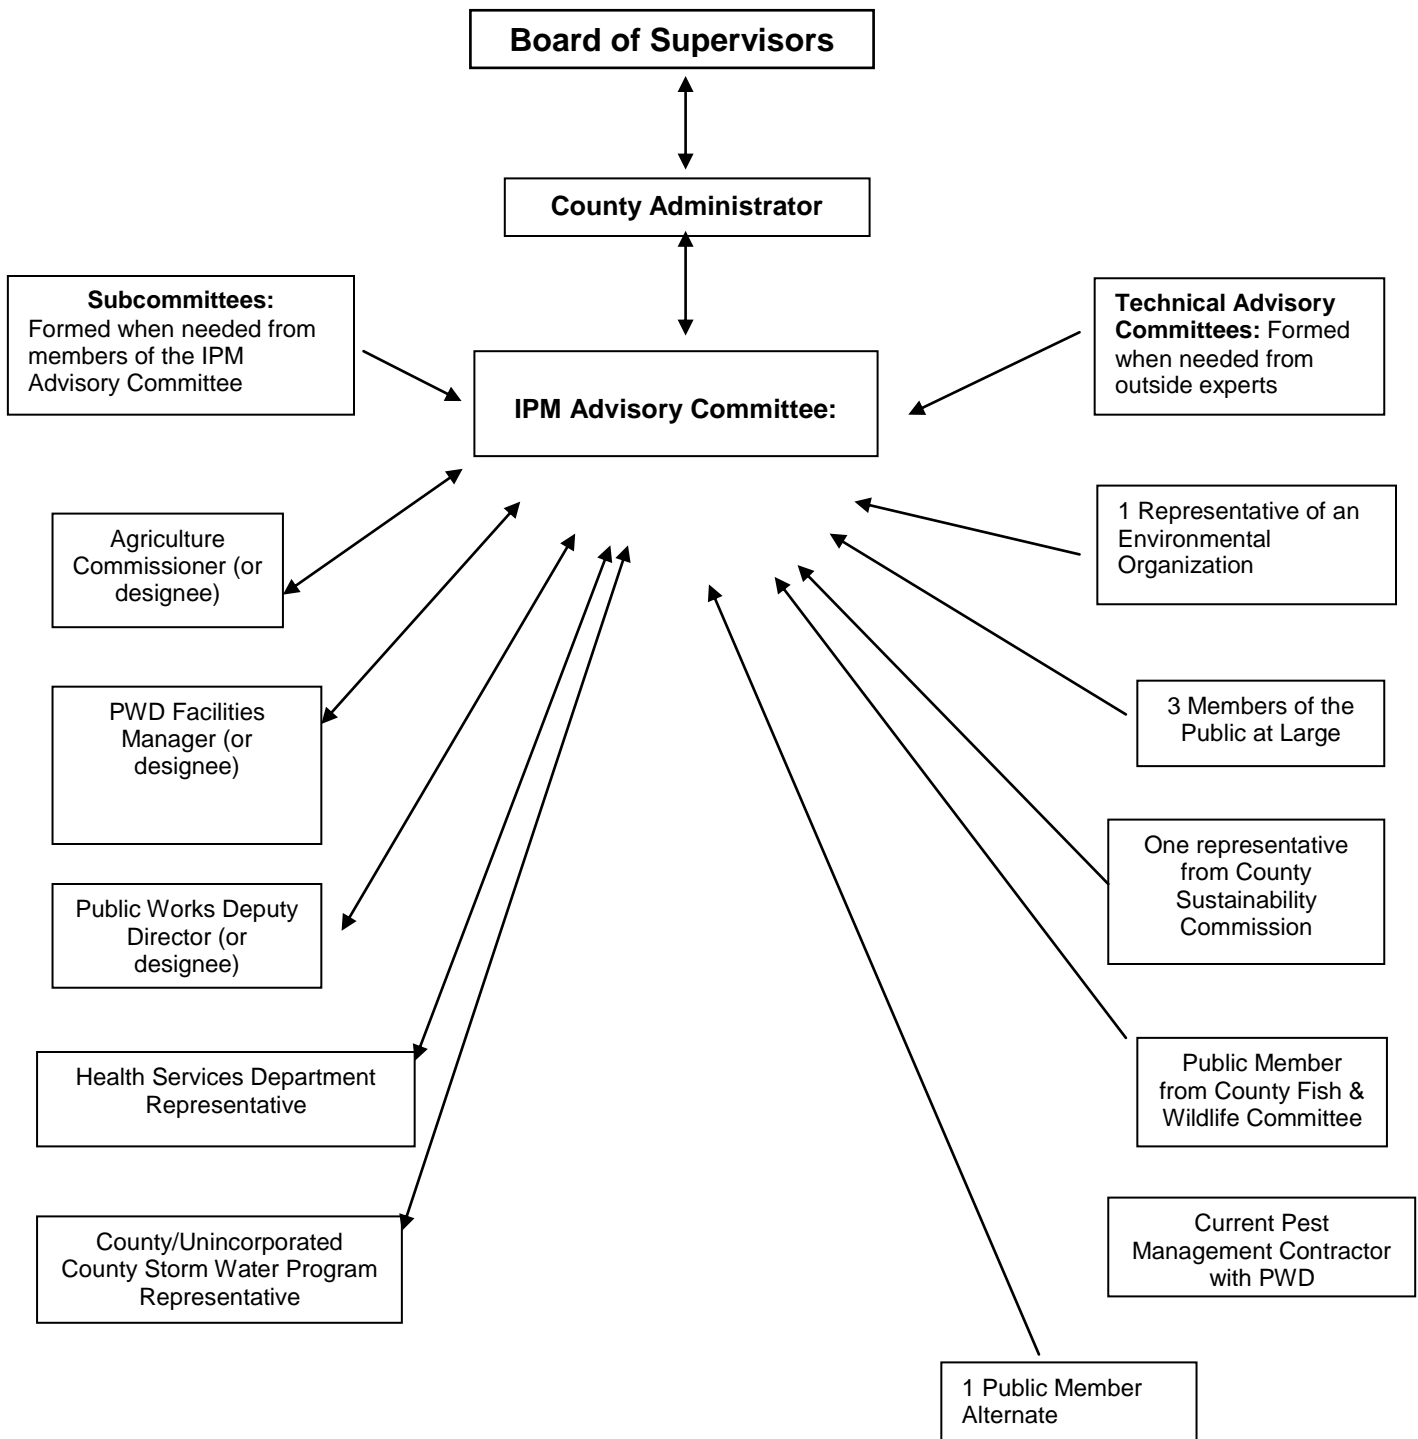 Board of Supervisors
County Administrator
Subcommittees:
Formed when needed from
members of the IPM
Advisory Committee
Technical Advisory
Committees: Formed
when needed from
outside experts
IPM Advisory Committee:
Agriculture
Commissioner (or
designee)
1 Representative of an
Environmental
Organization
PWD Facilities
Manager (or
designee)
3 Members of the
Public at Large
One representative
from County
Sustainability
Commission
Public Works Deputy
Director (or
designee)
Health Services Department
Representative
Public Member
from County Fish &
Wildlife Committee
County/Unincorporated
County Storm Water Program
Representative
Current Pest
Management Contractor
with PWD
1 Public Member
Alternate